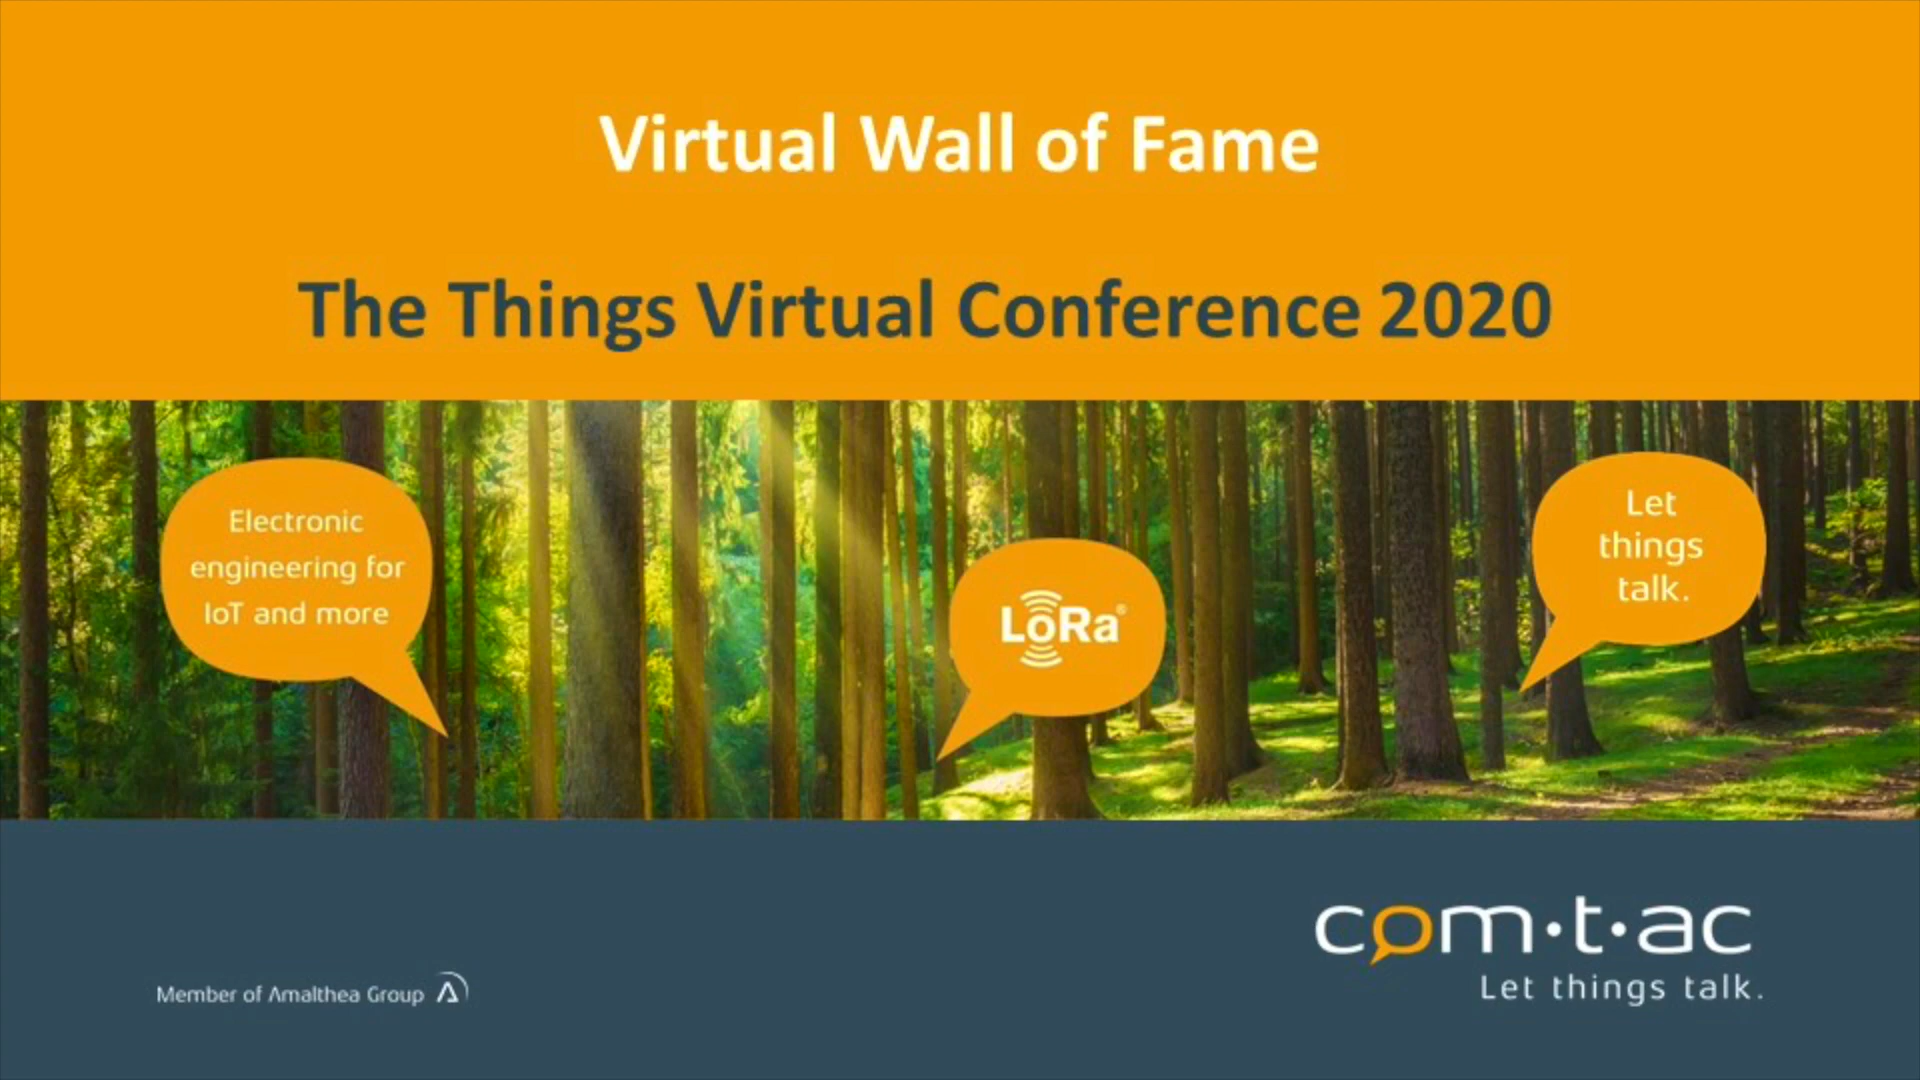 Virtual Wall of Fame
The Things Virtual Conference 2020
Electronic
engineering for
IoT and more
LoRa®
Let
things
talk.
com·t·ac
Let things talk.
Member of Amalthea Group